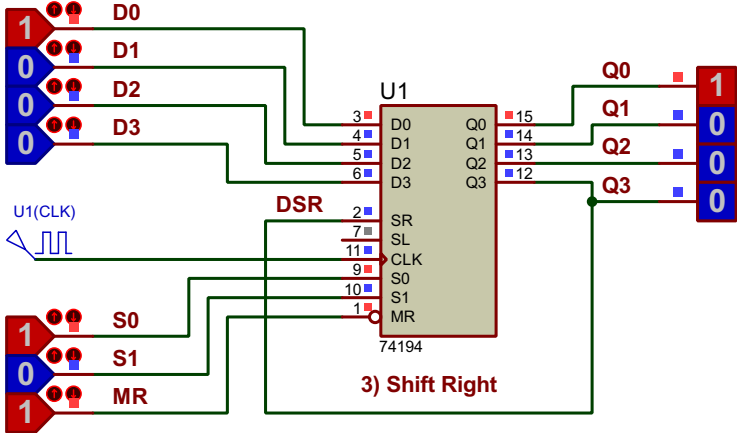 1 D0
0 D1
0 D2
0 D3
U1
3 D0 Q0 15
4 D1 Q1 14
5 D2 Q2 13
6 D3 Q3 12
2 SR
7 SL
11 CLK
9 S0
10 S1
1 MR
74194
Q0 1
Q1 0
Q2 0
Q3 0
DSR
U1(CLK)
1 S0
0 S1
1 MR
3) Shift Right